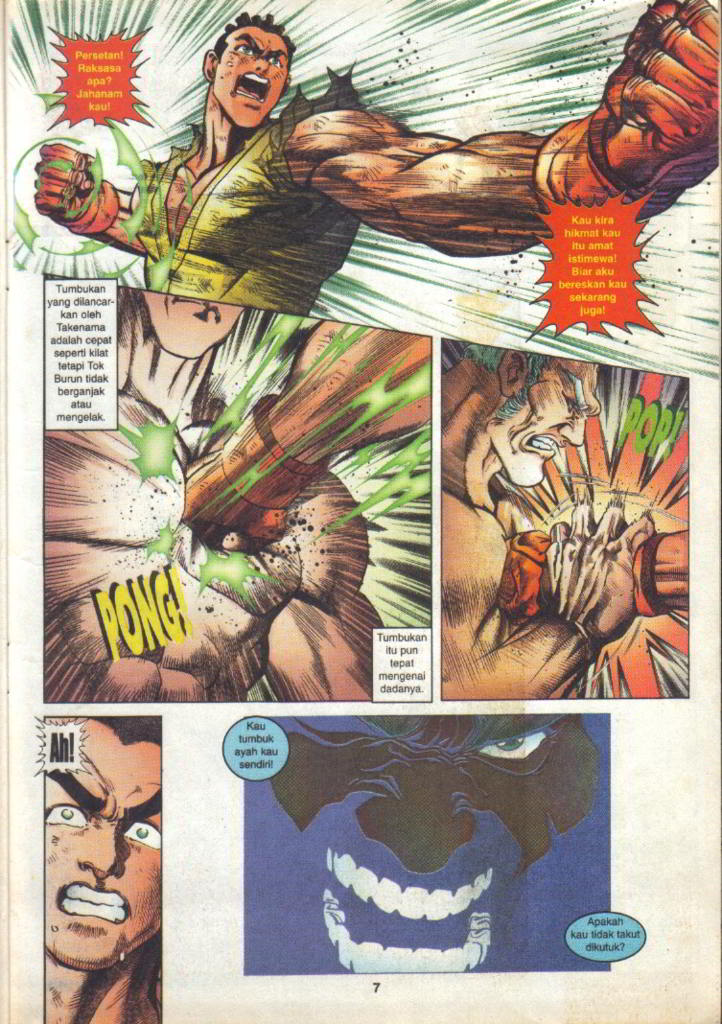 Persetan!
Raksasa
apa?
Jahanam
kau!
Kau kira
hikmat kau
itu amat
istimewa!
Biar aku
bereskan kau
sekarang
juga!
Tumbukan
yang dilancar-
kan oleh
Takenama
adalah cepat
seperti kilat
tetapi Tok
Burun tidak
berganjak
atau
mengelak.
POP!
PONG!
Tumbukan
itu pun
tepat
mengenai
dadanya.
Ah!
Kau
tumbuk
ayah kau
sendiri!
Apakah
kau tidak takut
dikutuk?
7